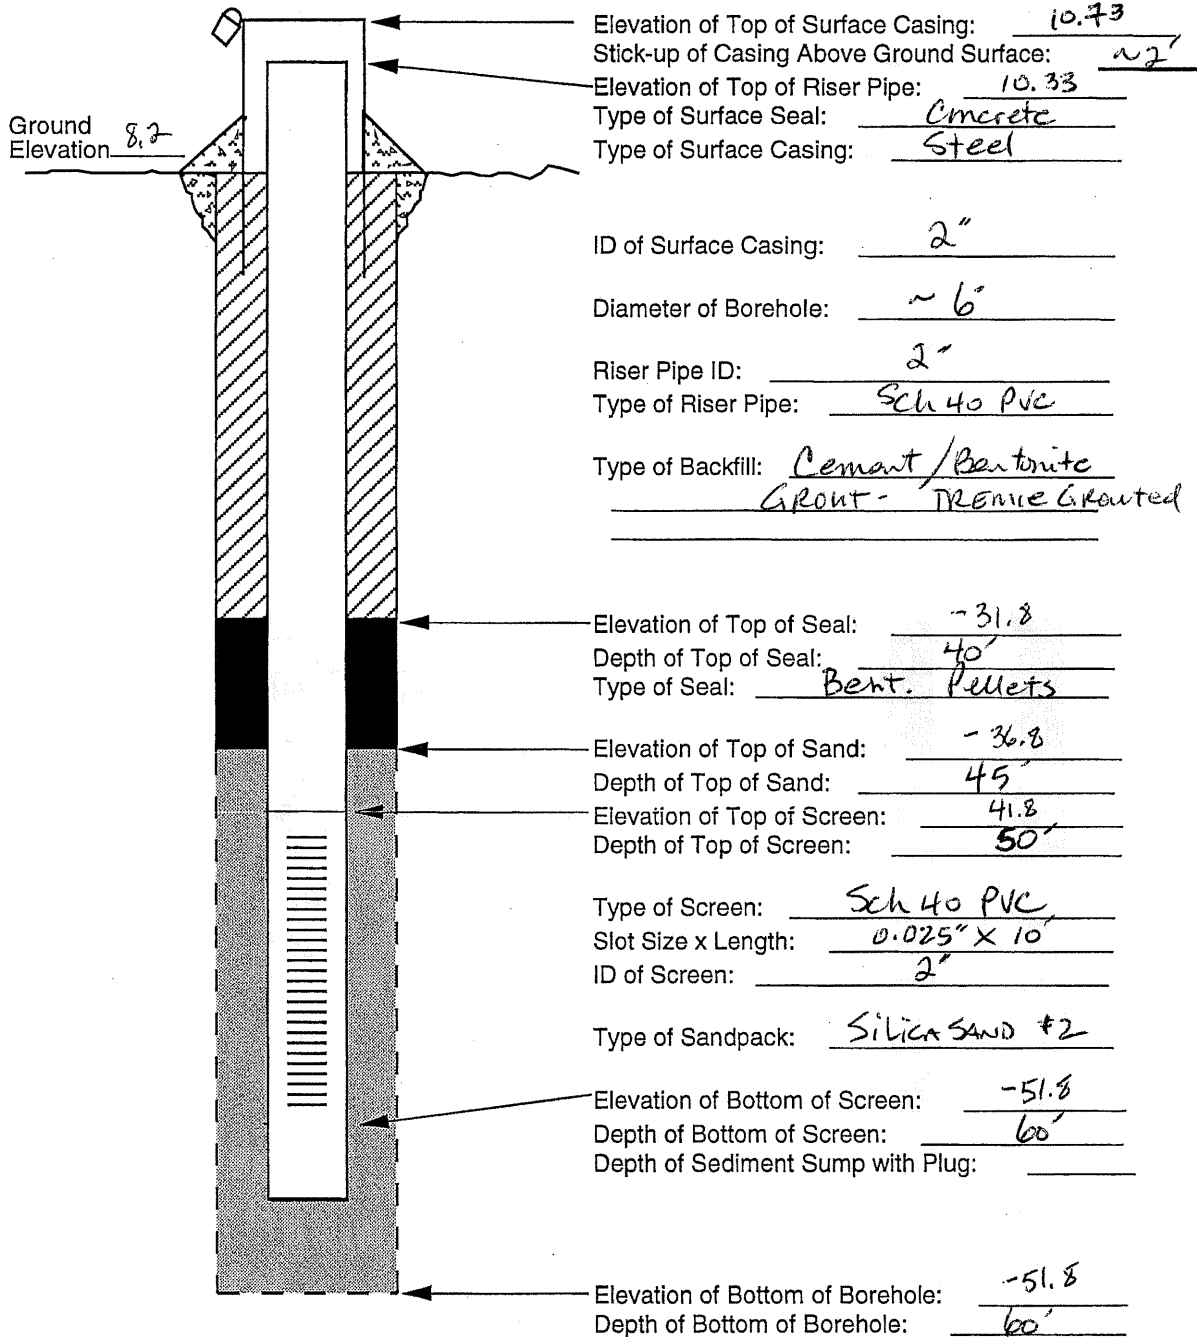 Elevation of Top of Surface Casing: 10.73
Stick-up of Casing Above Ground Surface: ~2'
Elevation of Top of Riser Pipe: 10.33
Type of Surface Seal: Concrete
Type of Surface Casing: Steel
Ground
Elevation 8.2
ID of Surface Casing: 2"
Diameter of Borehole: ~ 6"
Riser Pipe ID: 2"
Type of Riser Pipe: Sch 40 PVC
Type of Backfill: Cement/Bentonite
GROUT - TREMIE GROUTED
Elevation of Top of Seal: -31.8
Depth of Top of Seal: 40'
Type of Seal: Bent. Pellets
Elevation of Top of Sand: -36.8
Depth of Top of Sand: 45'
Elevation of Top of Screen: 41.8
Depth of Top of Screen: 50'
Type of Screen: Sch 40 PVC
Slot Size x Length: 0.025" X 10'
ID of Screen: 2"
Type of Sandpack: SILICA SAND #2
Elevation of Bottom of Screen: -51.8
Depth of Bottom of Screen: 60'
Depth of Sediment Sump with Plug:
Elevation of Bottom of Borehole: -51.8
Depth of Bottom of Borehole: 60'